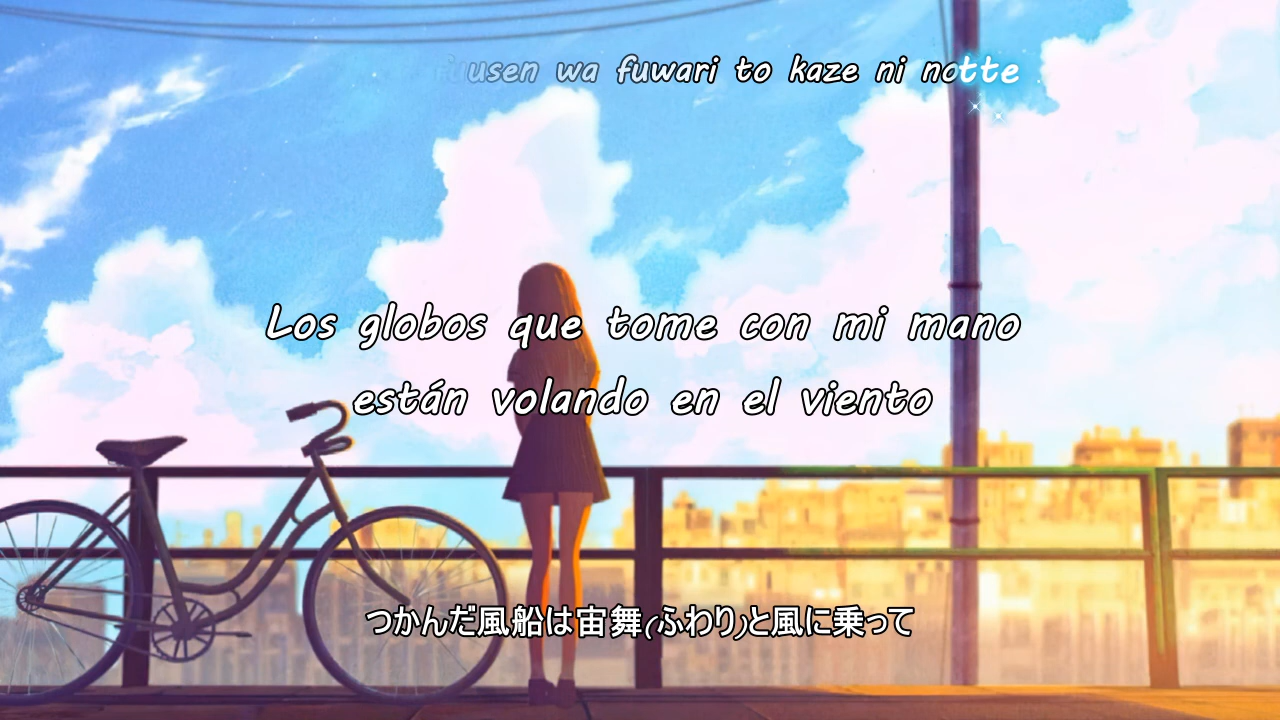 fuusen wa fuwari to kaze ni notte
Los globos que tome con mi mano
están volando en el viento
つかんだ風船は宙舞(ふわり)と風に乗って